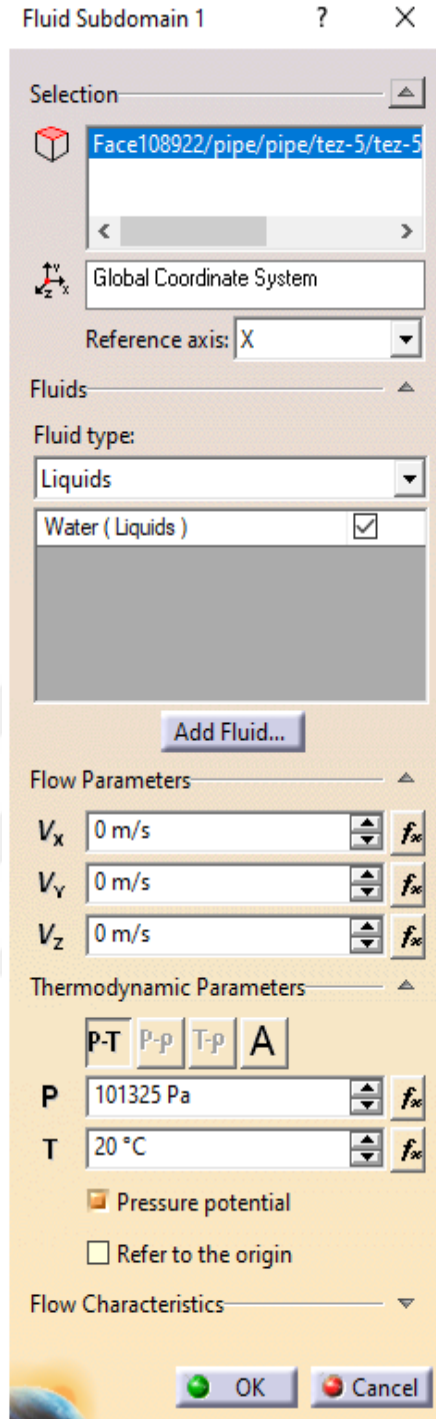 Fluid Subdomain 1 ? ×
Selection
Face108922/pipe/pipe/tez-5/tez-5
Global Coordinate System
Reference axis: X
Fluids
Fluid type:
Liquids
Water ( Liquids )
Add Fluid...
Flow Parameters
Vx 0 m/s
VY 0 m/s
Vz 0 m/s
Thermodynamic Parameters
P-T P-ρ T-ρ A
P 101325 Pa
T 20 °C
Pressure potential
Refer to the origin
Flow Characteristics
OK Cancel